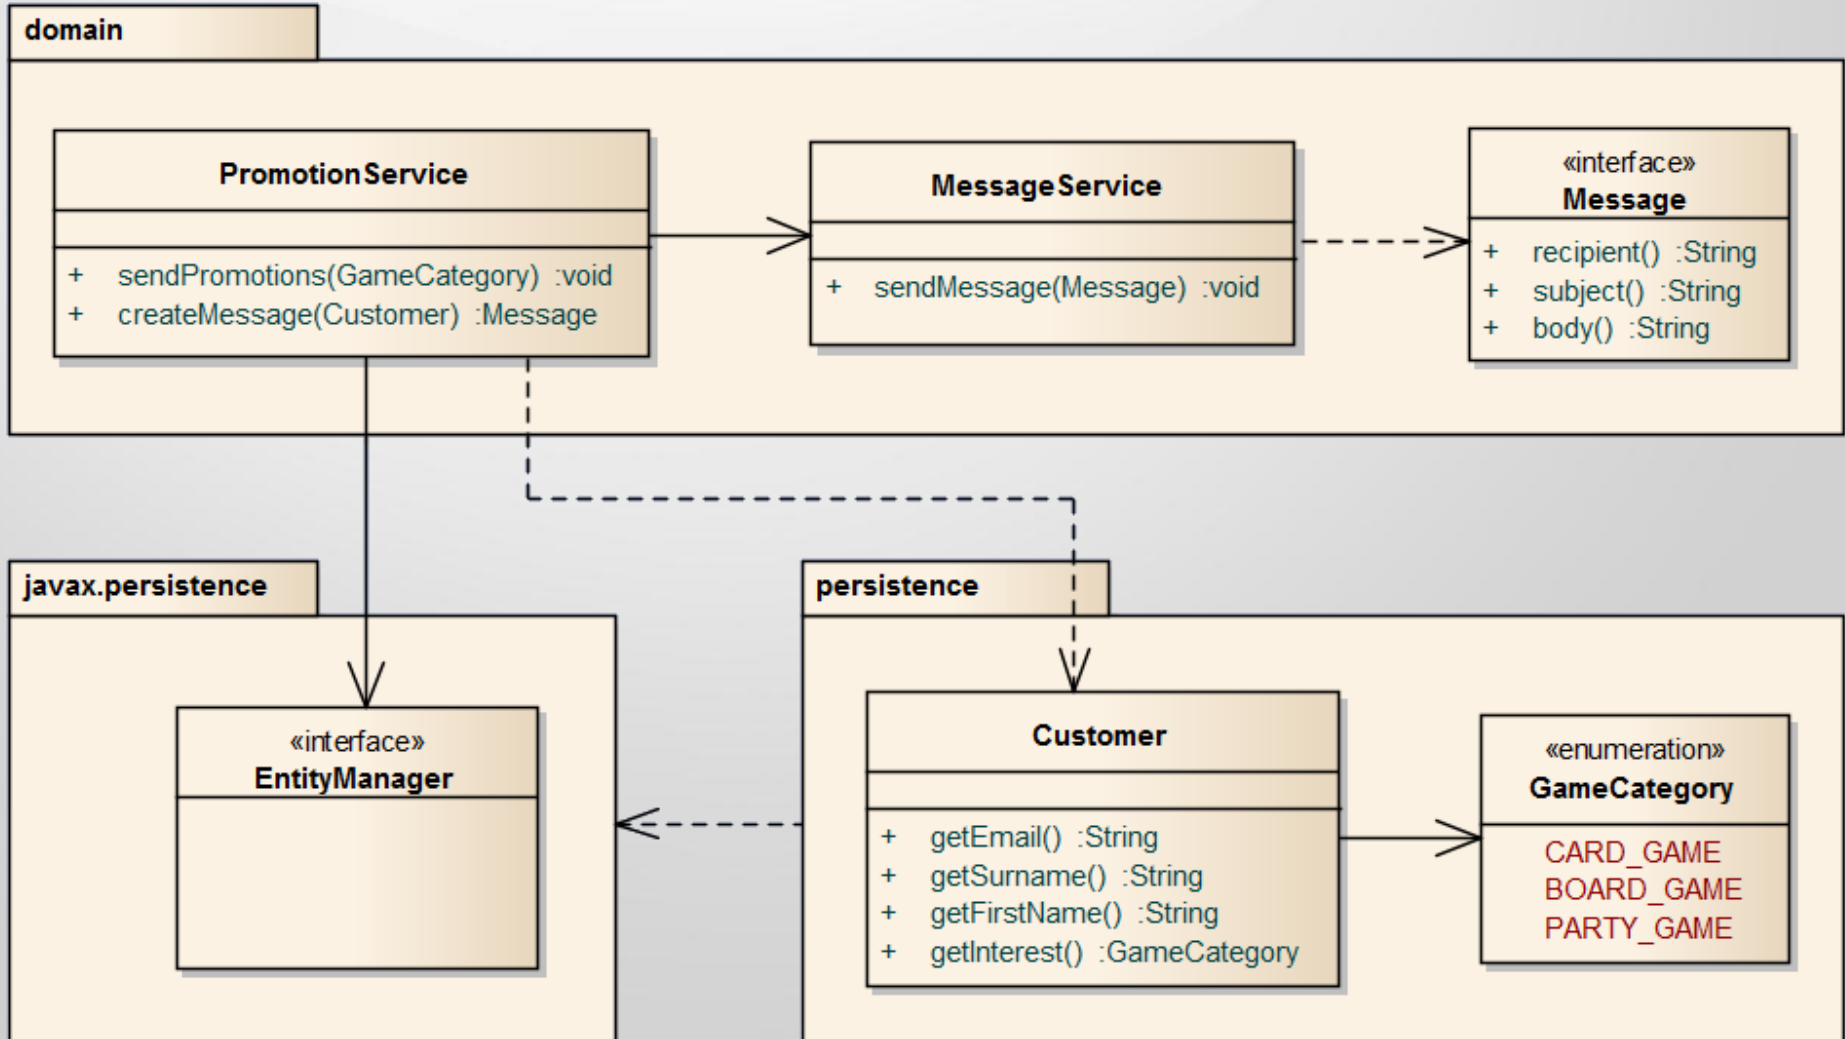 domain
PromotionService
+ sendPromotions(GameCategory) :void
+ createMessage(Customer) :Message
MessageService
+ sendMessage(Message) :void
«interface»
Message
+ recipient() :String
+ subject() :String
+ body() :String
javax.persistence
«interface»
EntityManager
persistence
Customer
+ getEmail() :String
+ getSurname() :String
+ getFirstName() :String
+ getInterest() :GameCategory
«enumeration»
GameCategory
CARD_GAME
BOARD_GAME
PARTY_GAME